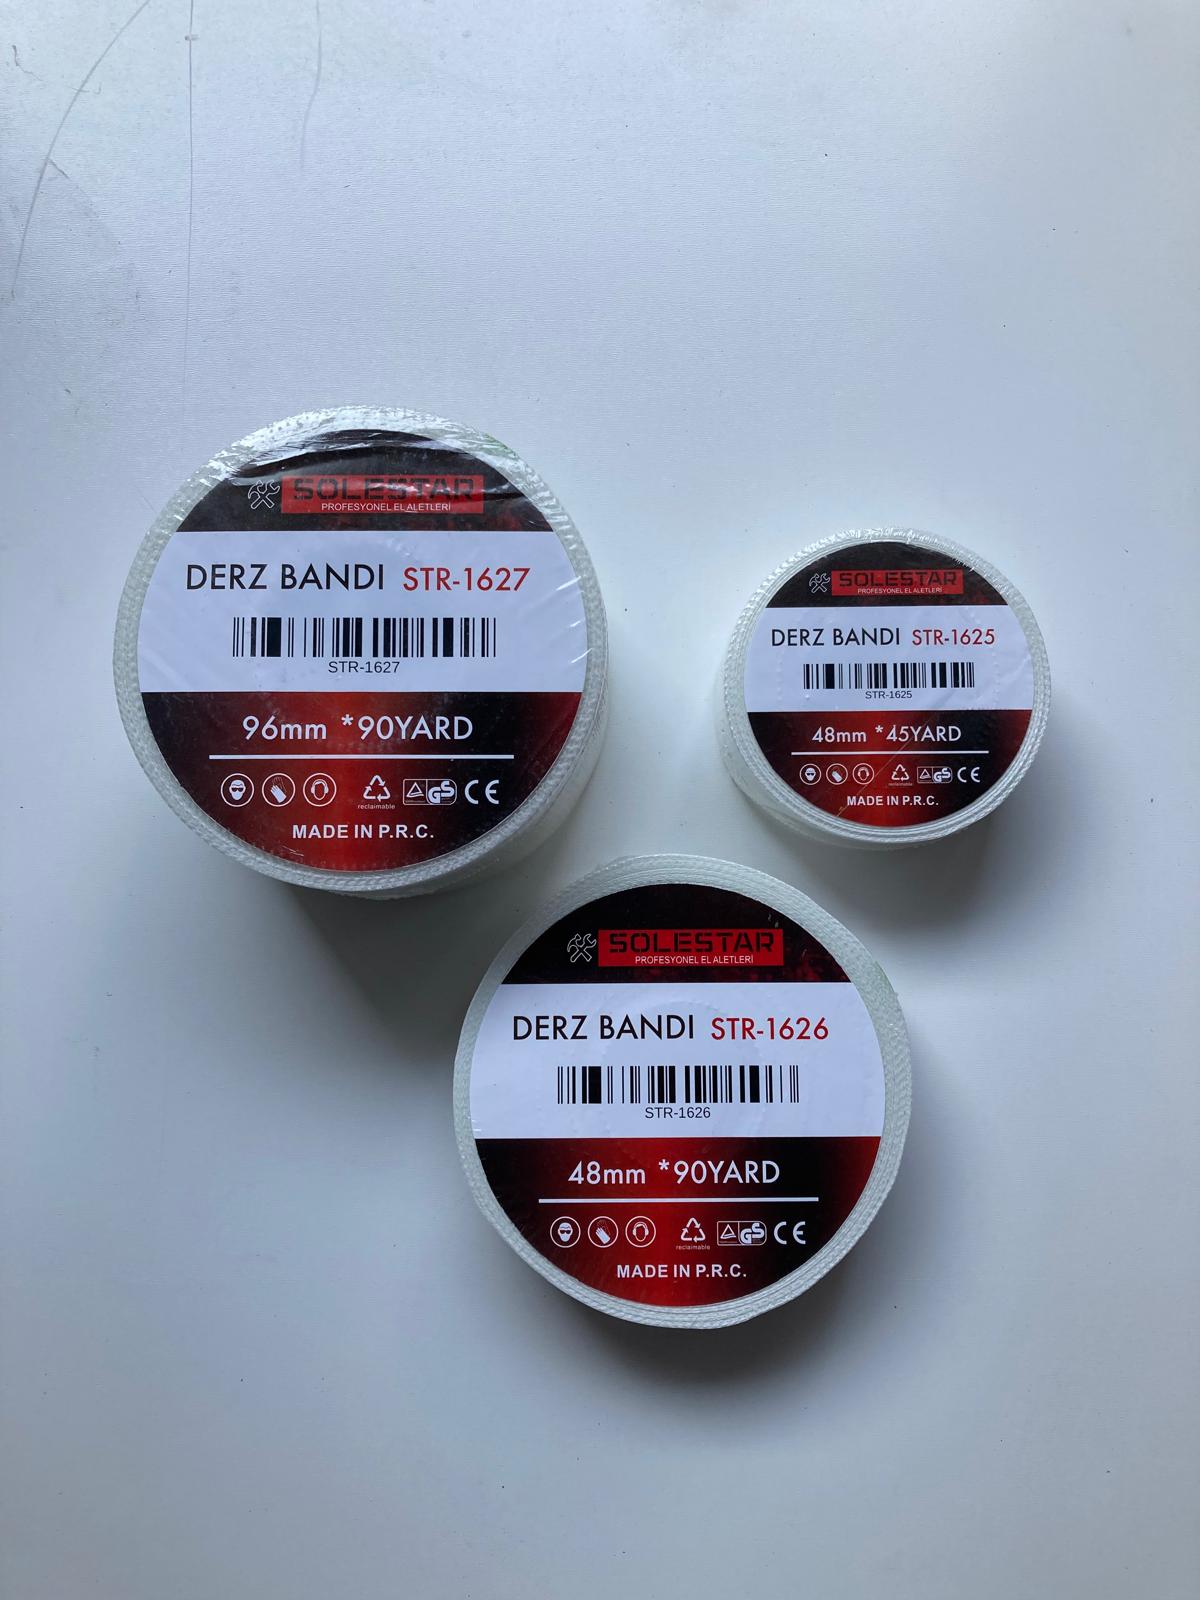 SOLESTAR
PROFESYONEL EL ALETLERİ
DERZ BANDI STR-1627
STR-1627
96mm *90YARD
reclaimable
GS CE
MADE IN P.R.C.
SOLESTAR
PROFESYONEL EL ALETLERİ
DERZ BANDI STR-1625
STR-1625
48mm *45YARD
GS CE
MADE IN P.R.C.
SOLESTAR
PROFESYONEL EL ALETLERİ
DERZ BANDI STR-1626
STR-1626
48mm *90YARD
reclaimable
GS CE
MADE IN P.R.C.